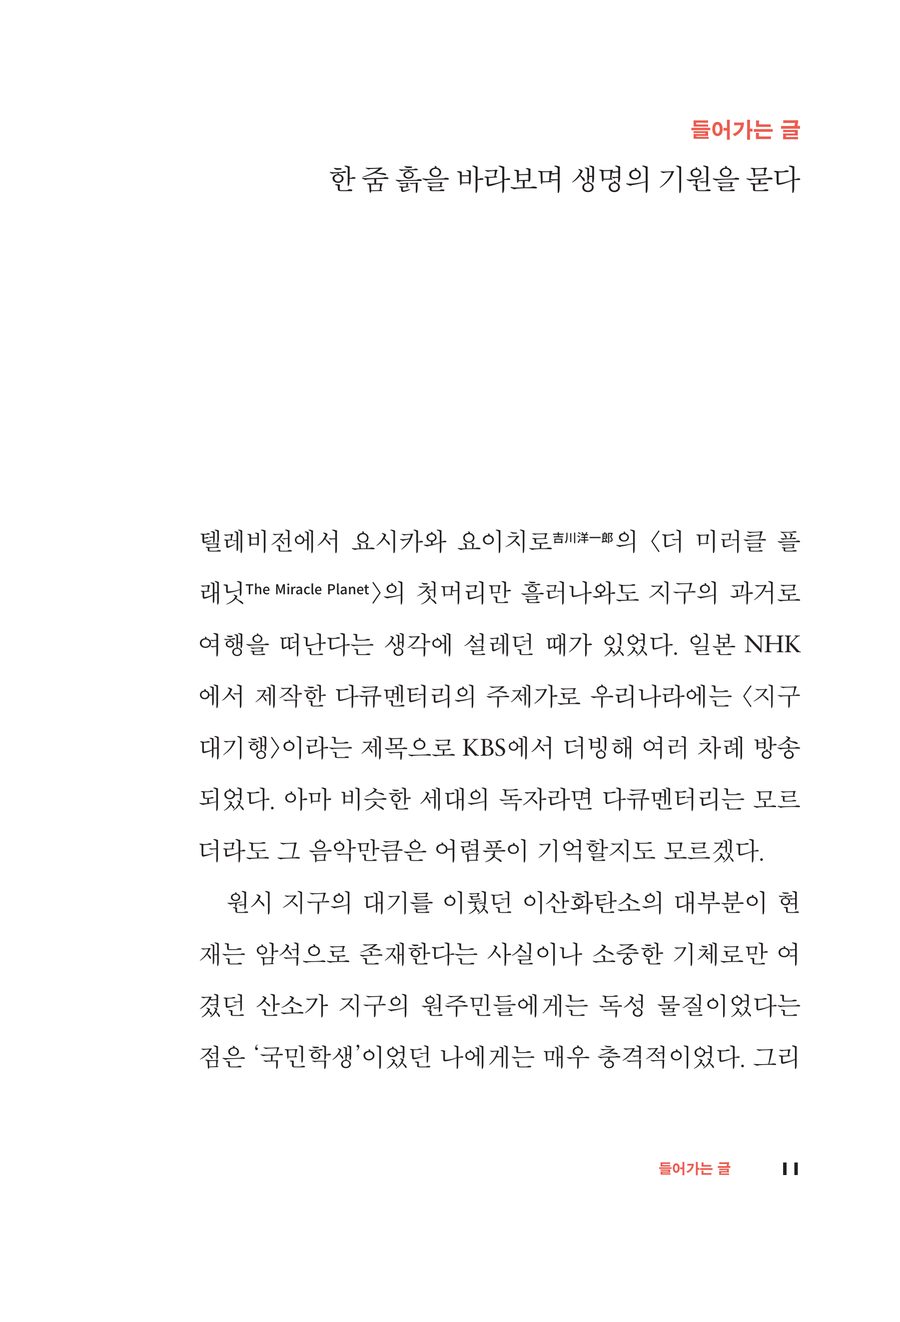 들어가는 글
한 줌 흙을 바라보며 생명의 기원을 묻다
텔레비전에서 요시카와 요이치로吉川洋一郎의 〈더 미러클 플
래닛The Miracle Planet〉의 첫머리만 흘러나와도 지구의 과거로
여행을 떠난다는 생각에 설레던 때가 있었다. 일본 NHK
에서 제작한 다큐멘터리의 주제가로 우리나라에는 〈지구
대기행〉이라는 제목으로 KBS에서 더빙해 여러 차례 방송
되었다. 아마 비슷한 세대의 독자라면 다큐멘터리는 모르
더라도 그 음악만큼은 어렴풋이 기억할지도 모르겠다.
원시 지구의 대기를 이뤘던 이산화탄소의 대부분이 현
재는 암석으로 존재한다는 사실이나 소중한 기체로만 여
겼던 산소가 지구의 원주민들에게는 독성 물질이었다는
점은 ‘국민학생’이었던 나에게는 매우 충격적이었다. 그리
들어가는 글 11